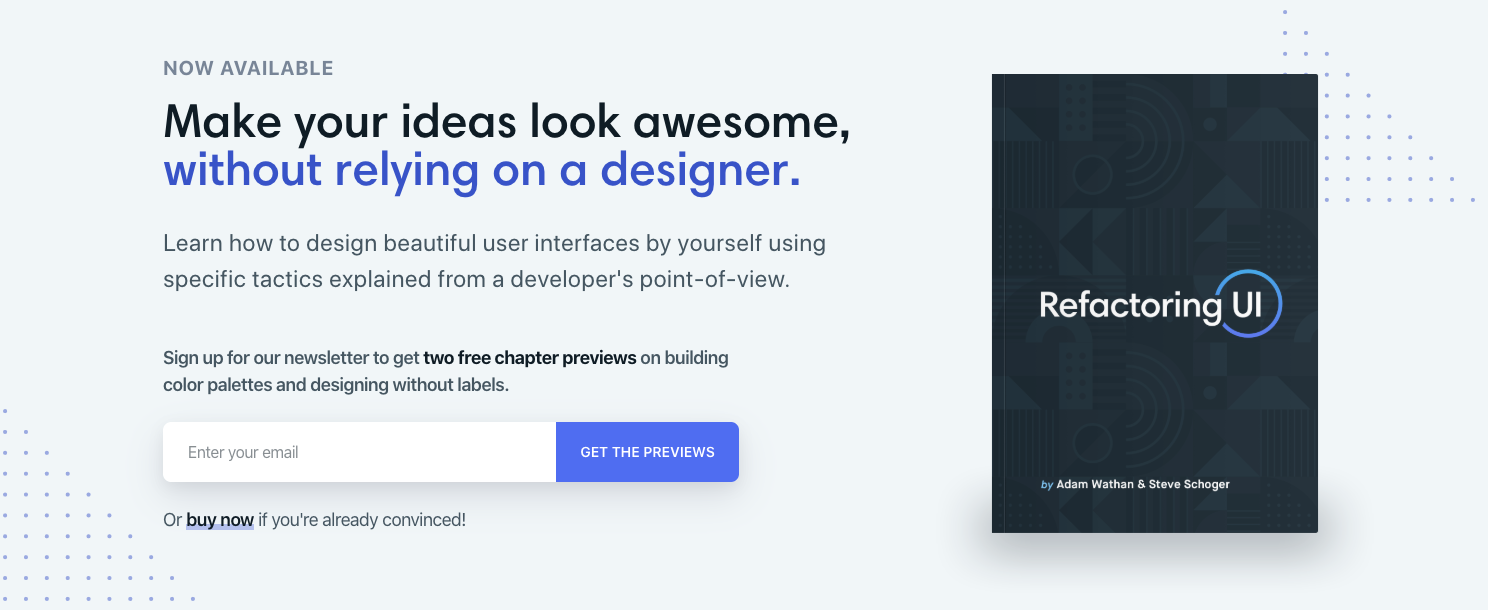 NOW AVAILABLE
Make your ideas look awesome,
without relying on a designer.
Learn how to design beautiful user interfaces by yourself using
specific tactics explained from a developer's point-of-view.
Sign up for our newsletter to get two free chapter previews on building
color palettes and designing without labels.
Enter your email
GET THE PREVIEWS
Or buy now if you're already convinced!
Refactoring UI
by Adam Wathan & Steve Schoger